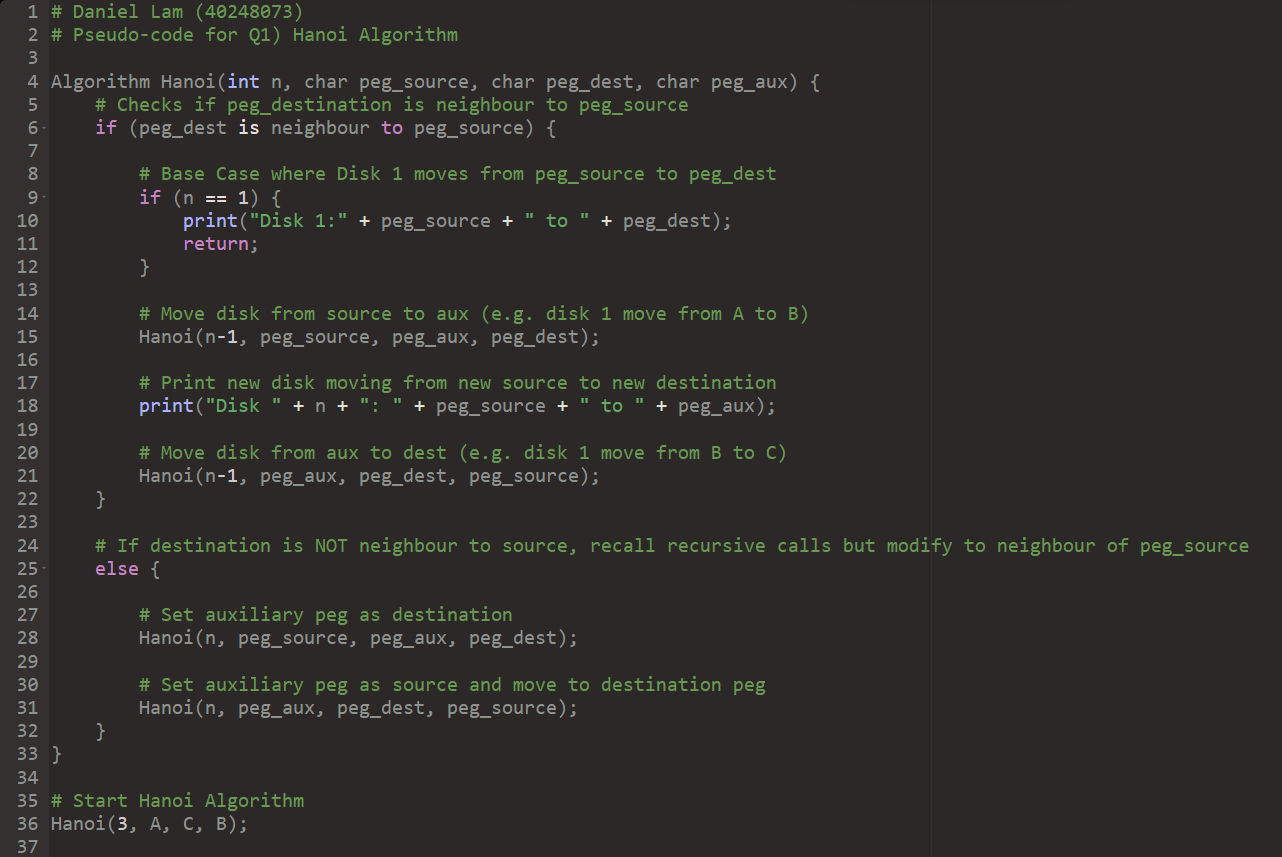 1 # Daniel Lam (40248073)
2 # Pseudo-code for Q1) Hanoi Algorithm
3
4 Algorithm Hanoi(int n, char peg_source, char peg_dest, char peg_aux) {
5     # Checks if peg_destination is neighbour to peg_source
6     if (peg_dest is neighbour to peg_source) {
7
8         # Base Case where Disk 1 moves from peg_source to peg_dest
9         if (n == 1) {
10             print("Disk 1:" + peg_source + " to " + peg_dest);
11             return;
12         }
13
14         # Move disk from source to aux (e.g. disk 1 move from A to B)
15         Hanoi(n-1, peg_source, peg_aux, peg_dest);
16
17         # Print new disk moving from new source to new destination
18         print("Disk " + n + ": " + peg_source + " to " + peg_aux);
19
20         # Move disk from aux to dest (e.g. disk 1 move from B to C)
21         Hanoi(n-1, peg_aux, peg_dest, peg_source);
22     }
23
24     # If destination is NOT neighbour to source, recall recursive calls but modify to neighbour of peg_source
25     else {
26
27         # Set auxiliary peg as destination
28         Hanoi(n, peg_source, peg_aux, peg_dest);
29
30         # Set auxiliary peg as source and move to destination peg
31         Hanoi(n, peg_aux, peg_dest, peg_source);
32     }
33 }
34
35 # Start Hanoi Algorithm
36 Hanoi(3, A, C, B);
37